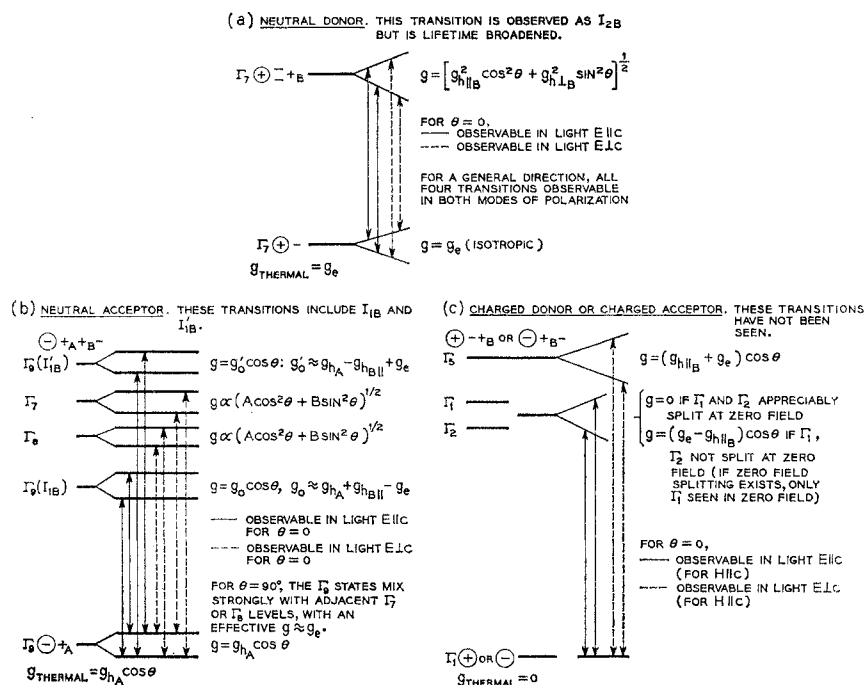 (a) NEUTRAL DONOR. THIS TRANSITION IS OBSERVED AS I2B
BUT IS LIFETIME BROADENED.
Γ7 ⊕ – +B
g=[g²h∥B cos²θ + g²h⊥B sin²θ]^1/2
FOR θ=0,
OBSERVABLE IN LIGHT E∥C
OBSERVABLE IN LIGHT E⊥C
FOR A GENERAL DIRECTION, ALL
FOUR TRANSITIONS OBSERVABLE
IN BOTH MODES OF POLARIZATION
Γ7 ⊕ –
g=ge (ISOTROPIC)
gTHERMAL=ge
(b) NEUTRAL ACCEPTOR. THESE TRANSITIONS INCLUDE I1B AND
I'1B.
⊖ +A +B –
Γ9(I'1B)
g=g'0 cosθ: g'0≈ghA–ghB∥+ge
Γ7
g∝(Acos²θ+Bsin²θ)^1/2
Γ8
g∝(Acos²θ+Bsin²θ)^1/2
Γ9(I1B)
g=g0cosθ, g0≈ghA+ghB∥–ge
OBSERVABLE IN LIGHT E∥C
FOR θ=0
OBSERVABLE IN LIGHT E⊥C
FOR θ=0
FOR θ=90°, THE Γ9 STATES MIX
STRONGLY WITH ADJACENT Γ7
OR Γ8 LEVELS, WITH AN
EFFECTIVE g≈ge.
Γ9 ⊖ +A
g=ghA cosθ
gTHERMAL=ghA cosθ
(c) CHARGED DONOR OR CHARGED ACCEPTOR. THESE TRANSITIONS
HAVE NOT BEEN
SEEN.
⊕ – +B OR ⊖ +B –
Γ5
g=(gh∥B+ge) cosθ
Γ1
Γ2
g=0 IF Γ1 AND Γ2 APPRECIABLY
SPLIT AT ZERO FIELD
g=(ge–gh∥B)cosθ IF Γ1,
Γ2 NOT SPLIT AT ZERO
FIELD (IF ZERO FIELD
SPLITTING EXISTS, ONLY
Γ1 SEEN IN ZERO FIELD)
FOR θ=0,
OBSERVABLE IN LIGHT E∥C
(FOR H∥C)
OBSERVABLE IN LIGHT E⊥C
(FOR H∥C)
Γ1 ⊕ OR ⊖
gTHERMAL=0